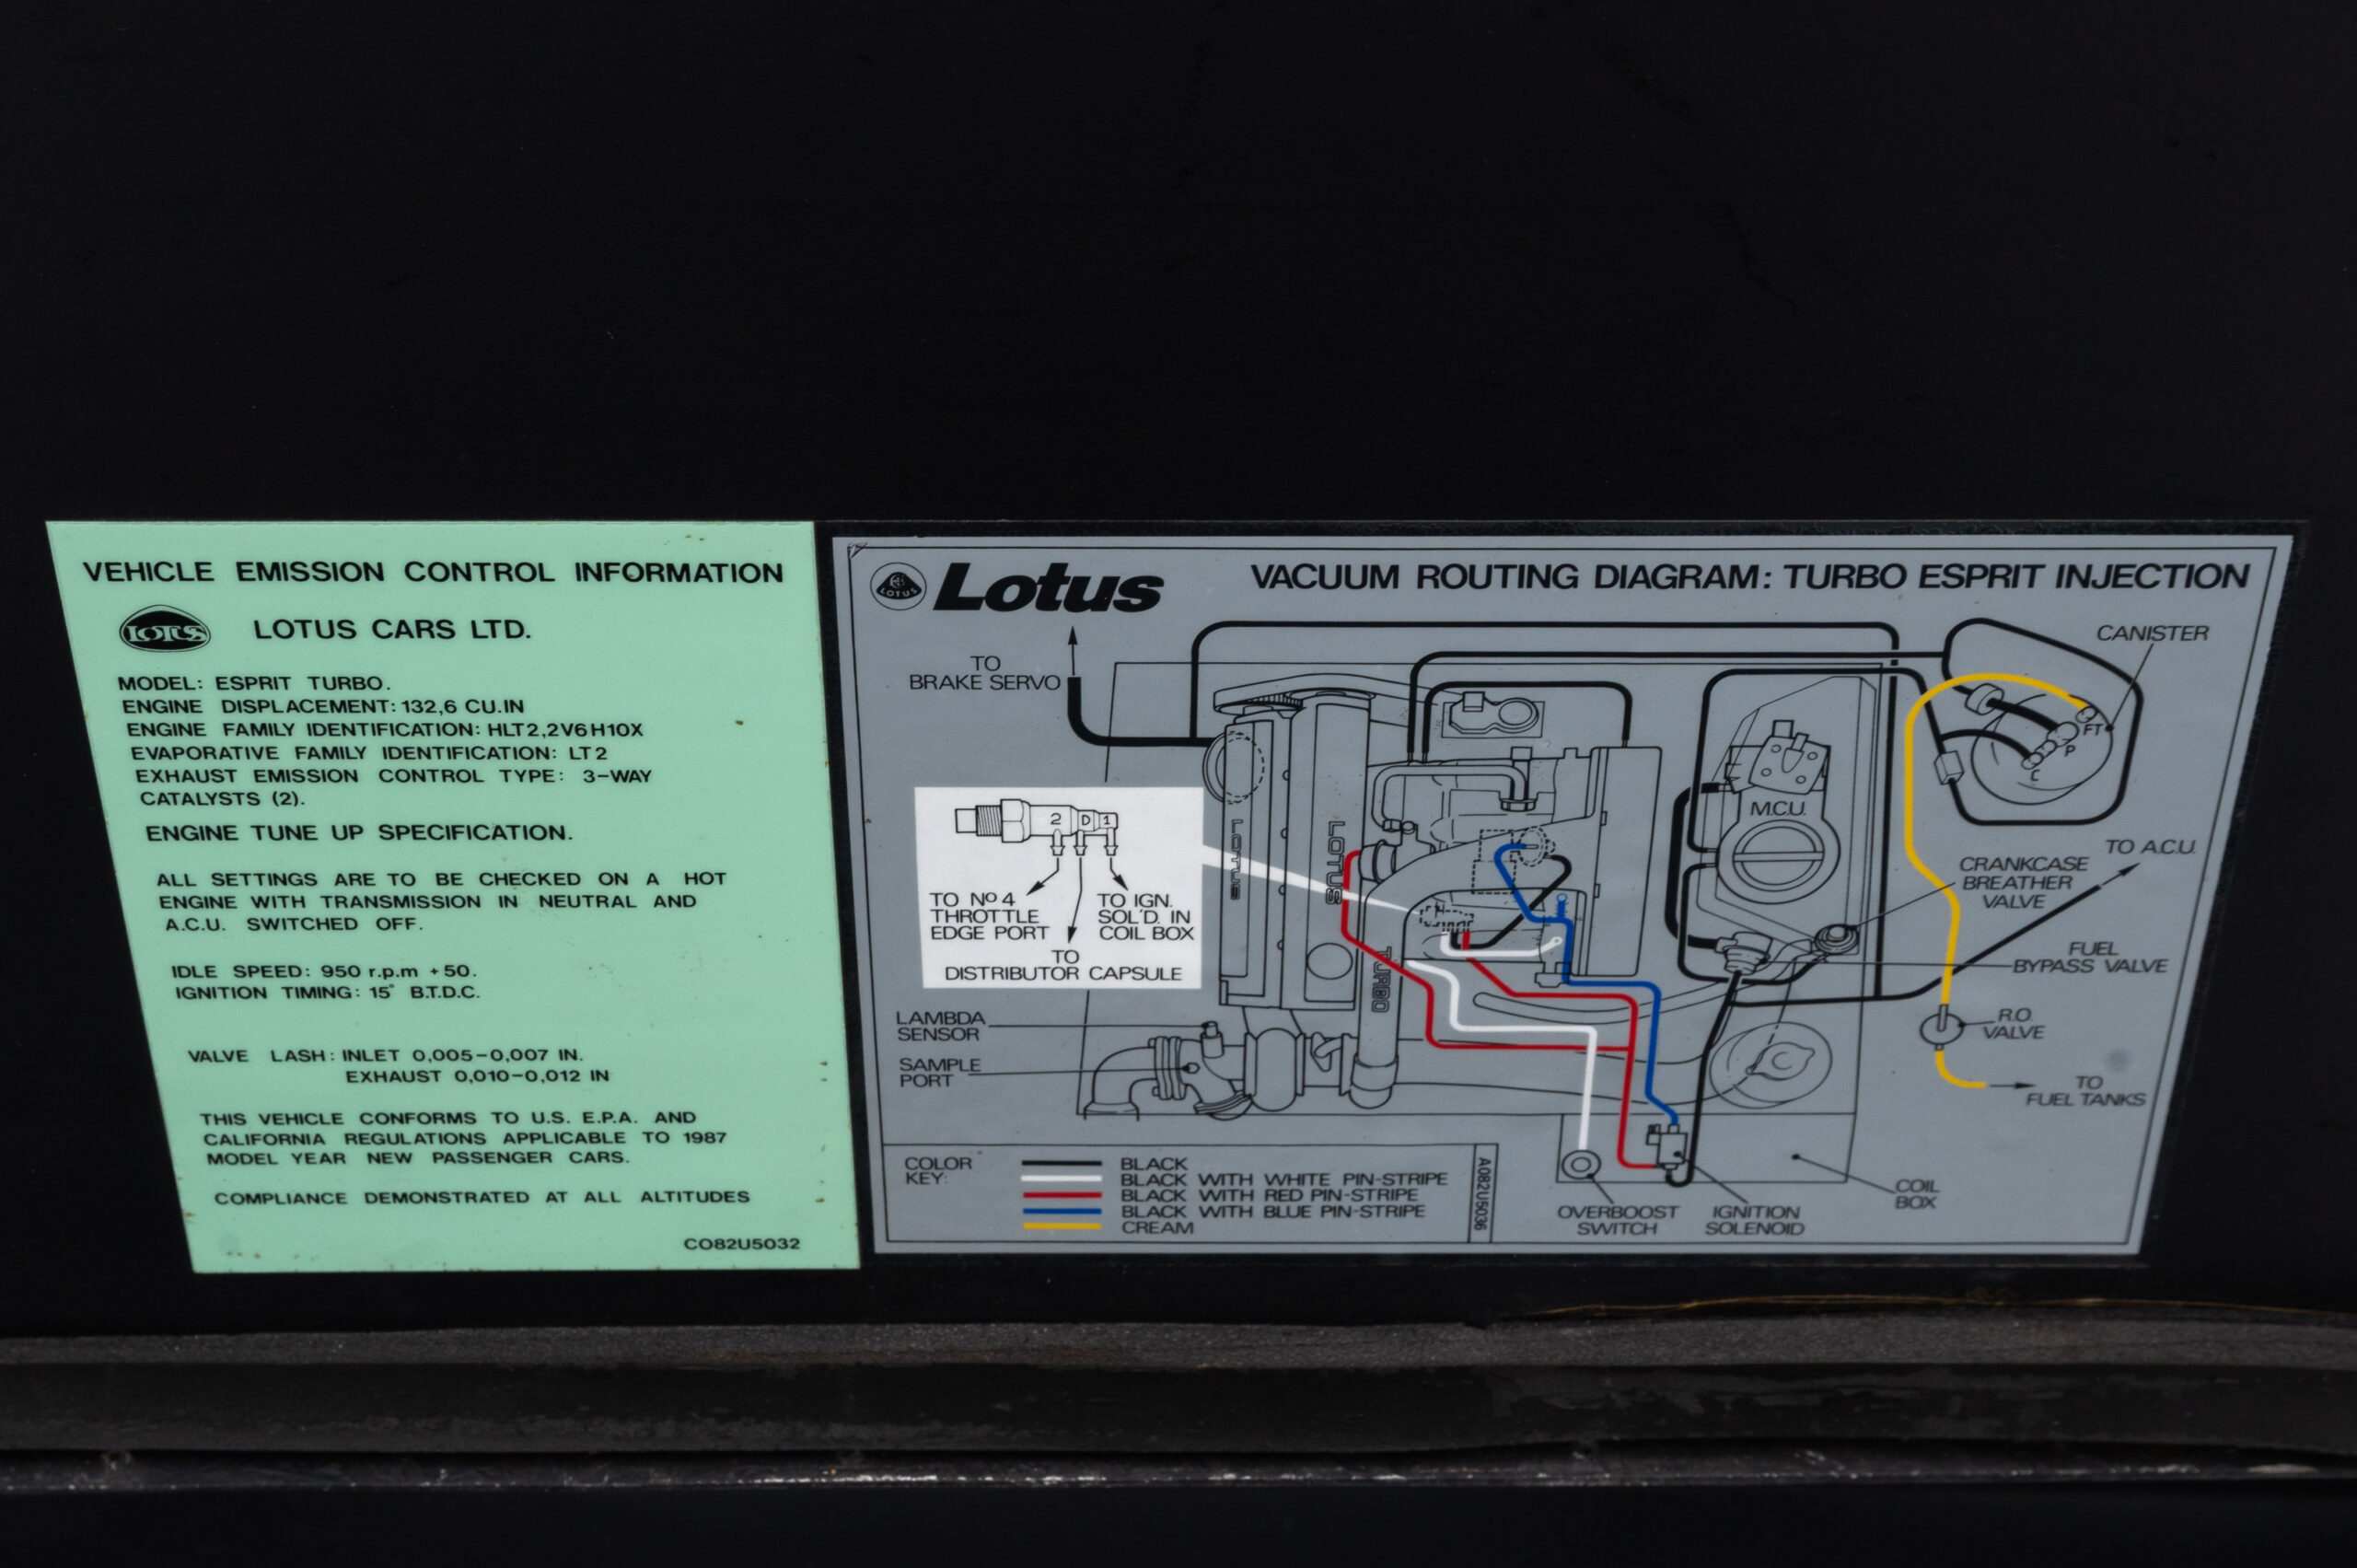 VEHICLE EMISSION CONTROL INFORMATION
LOTUS
LOTUS CARS LTD.
MODEL: ESPRIT TURBO.
ENGINE DISPLACEMENT: 132,6 CU.IN
ENGINE FAMILY IDENTIFICATION: HLT2,2V6H10X
EVAPORATIVE FAMILY IDENTIFICATION: LT2
EXHAUST EMISSION CONTROL TYPE: 3-WAY
CATALYSTS (2).
ENGINE TUNE UP SPECIFICATION.
ALL SETTINGS ARE TO BE CHECKED ON A HOT
ENGINE WITH TRANSMISSION IN NEUTRAL AND
A.C.U. SWITCHED OFF.
IDLE SPEED: 950 r.p.m +50.
IGNITION TIMING: 15° B.T.D.C.
VALVE LASH: INLET 0,005-0,007 IN.
EXHAUST 0,010-0,012 IN
THIS VEHICLE CONFORMS TO U.S. E.P.A. AND
CALIFORNIA REGULATIONS APPLICABLE TO 1987
MODEL YEAR NEW PASSENGER CARS.
COMPLIANCE DEMONSTRATED AT ALL ALTITUDES
CO82U5032
LOTUS
Lotus
VACUUM ROUTING DIAGRAM: TURBO ESPRIT INJECTION
TO
BRAKE SERVO
CANISTER
FT
P
C
M.C.U.
2 D 1
TO Nº 4
THROTTLE
EDGE PORT
TO IGN.
SOL'D. IN
COIL BOX
TO
DISTRIBUTOR CAPSULE
LOTUS
LOTUS
TURBO
TO A.C.U.
CRANKCASE
BREATHER
VALVE
FUEL
BYPASS VALVE
LAMBDA
SENSOR
SAMPLE
PORT
R.O.
VALVE
TO
FUEL TANKS
COLOR
KEY:
BLACK
BLACK WITH WHITE PIN-STRIPE
BLACK WITH RED PIN-STRIPE
BLACK WITH BLUE PIN-STRIPE
CREAM
A082U5036
OVERBOOST
SWITCH
IGNITION
SOLENOID
COIL
BOX